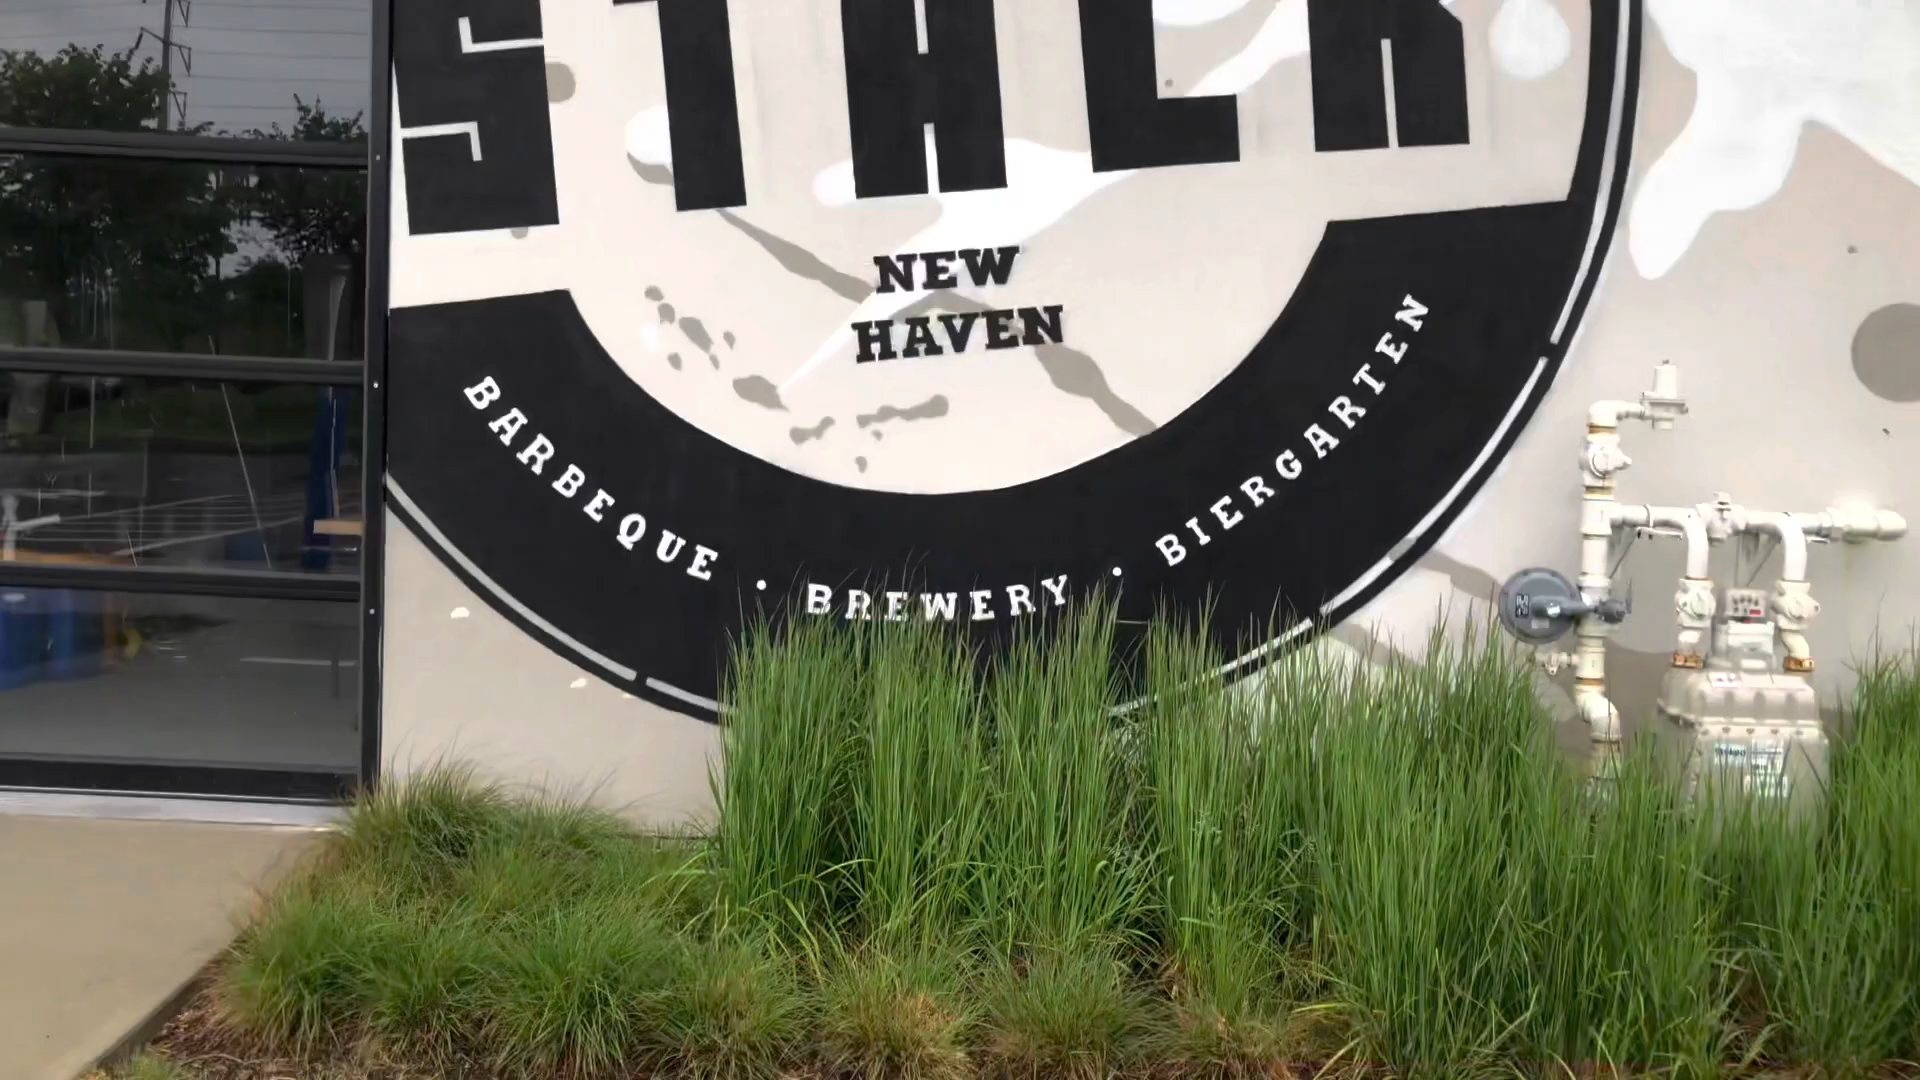 NEW
HAVEN
BARBEQUE · BREWERY · BIERGARTEN